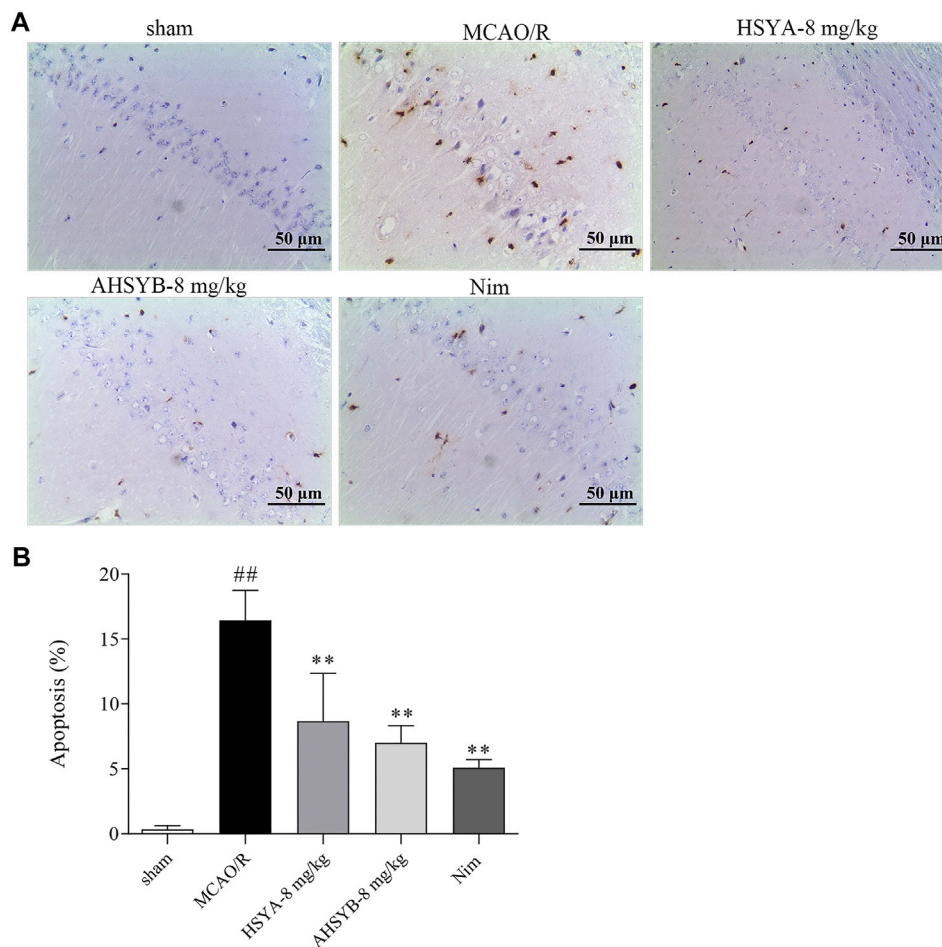 A
sham
MCAO/R
HSYA-8 mg/kg
50 µm
50 µm
50 µm
AHSYB-8 mg/kg
Nim
50 µm
50 µm
B
Apoptosis (%)
20
15
10
5
0
##
**
**
**
sham
MCAO/R
HSYA-8 mg/kg
AHSYB-8 mg/kg
Nim